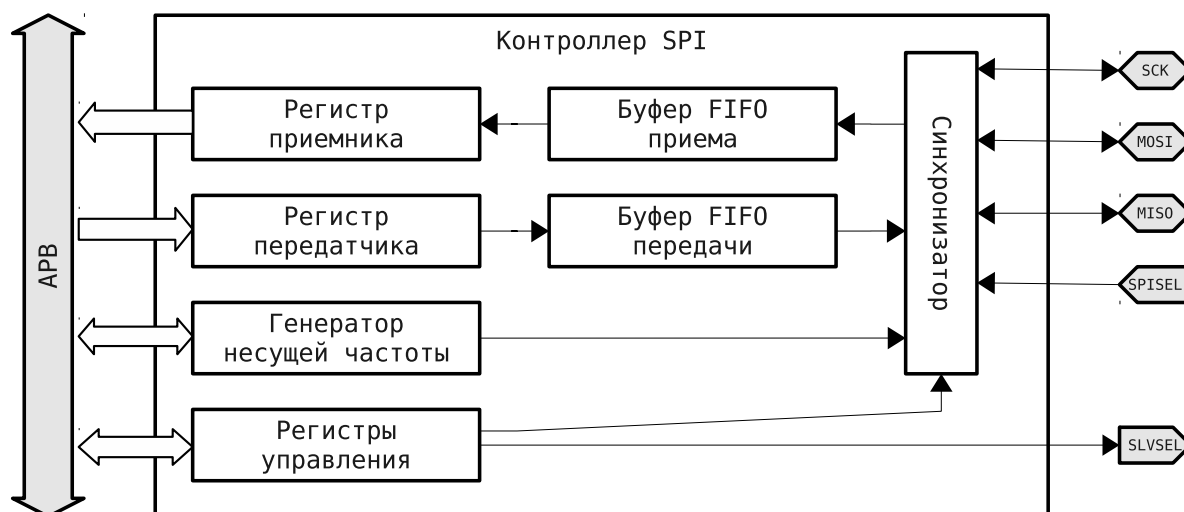 Контроллер SPI
APB
Регистр
приемника
Буфер FIFO
приема
Синхронизатор
SCK
MOSI
MISO
SPISEL
SLVSEL
Регистр
передатчика
Буфер FIFO
передачи
Генератор
несущей частоты
Регистры
управления